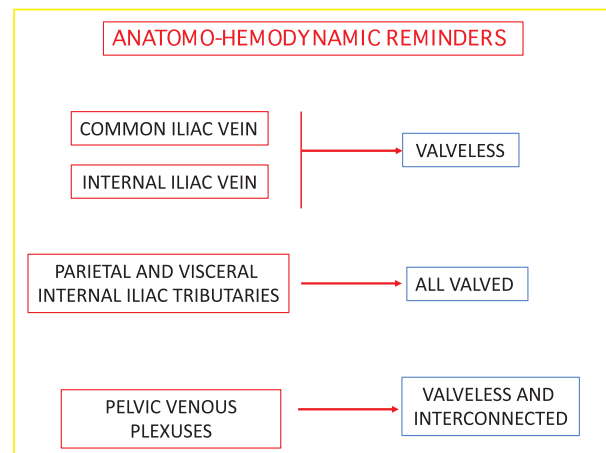 ANATOMO-HEMODYNAMIC REMINDERS
COMMON ILIAC VEIN
INTERNAL ILIAC VEIN
VALVELESS
PARIETAL AND VISCERAL
INTERNAL ILIAC TRIBUTARIES
ALL VALVED
PELVIC VENOUS
PLEXUSES
VALVELESS AND
INTERCONNECTED